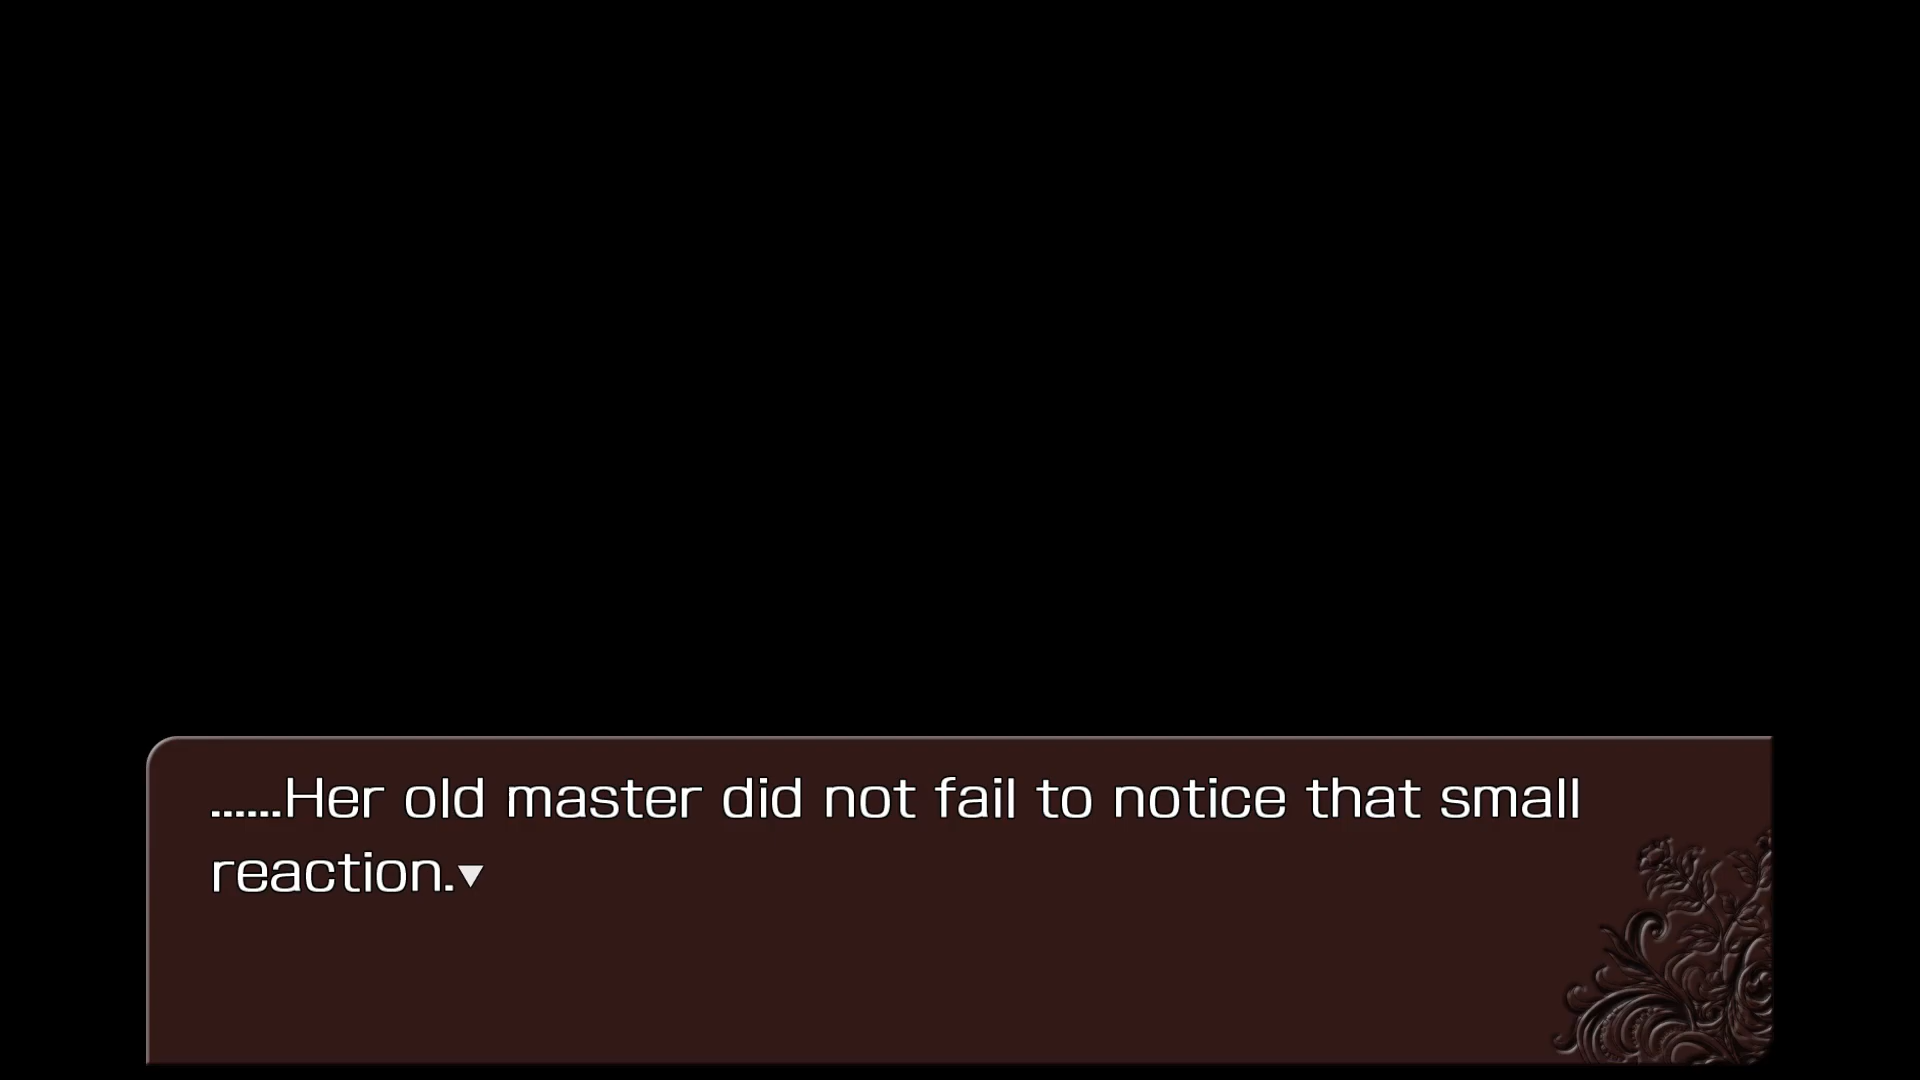 ......Her old master did not fail to notice that small
reaction.▼